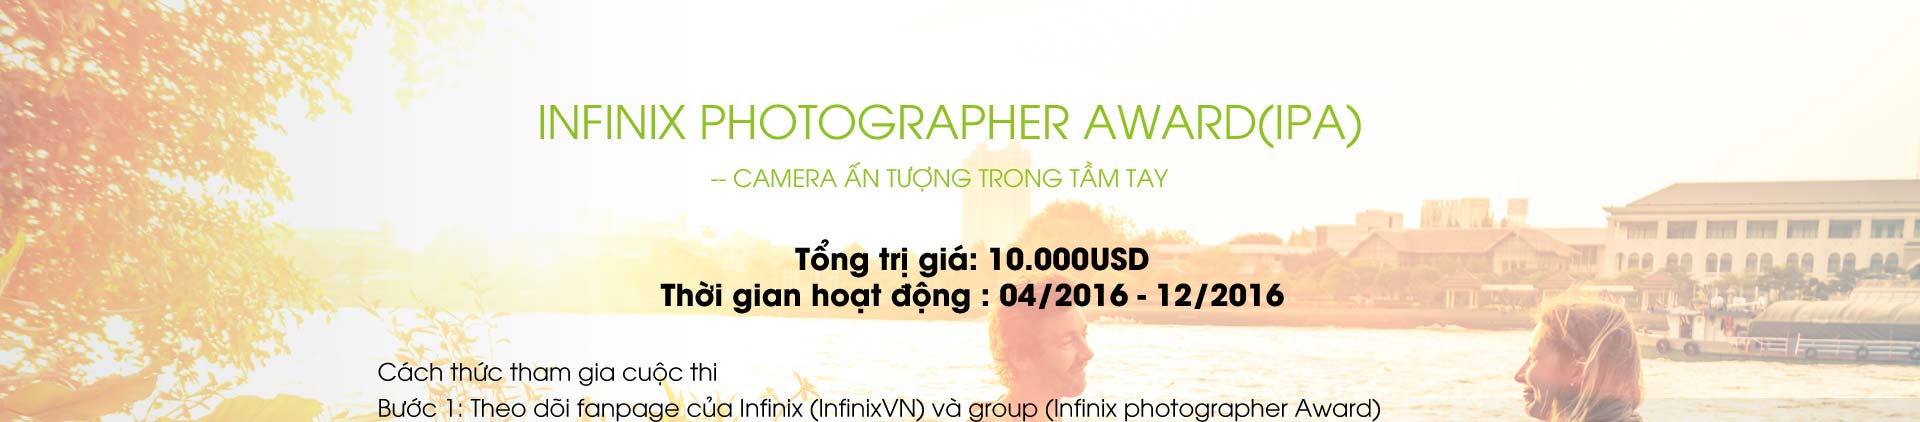 INFINIX PHOTOGRAPHER AWARD(IPA)
-- CAMERA ẤN TƯỢNG TRONG TẦM TAY
Tổng trị giá: 10.000USD
Thời gian hoạt động : 04/2016 - 12/2016
Cách thức tham gia cuộc thi
Bước 1: Theo dõi fanpage của Infinix (InfinixVN) và group (Infinix photographer Award)